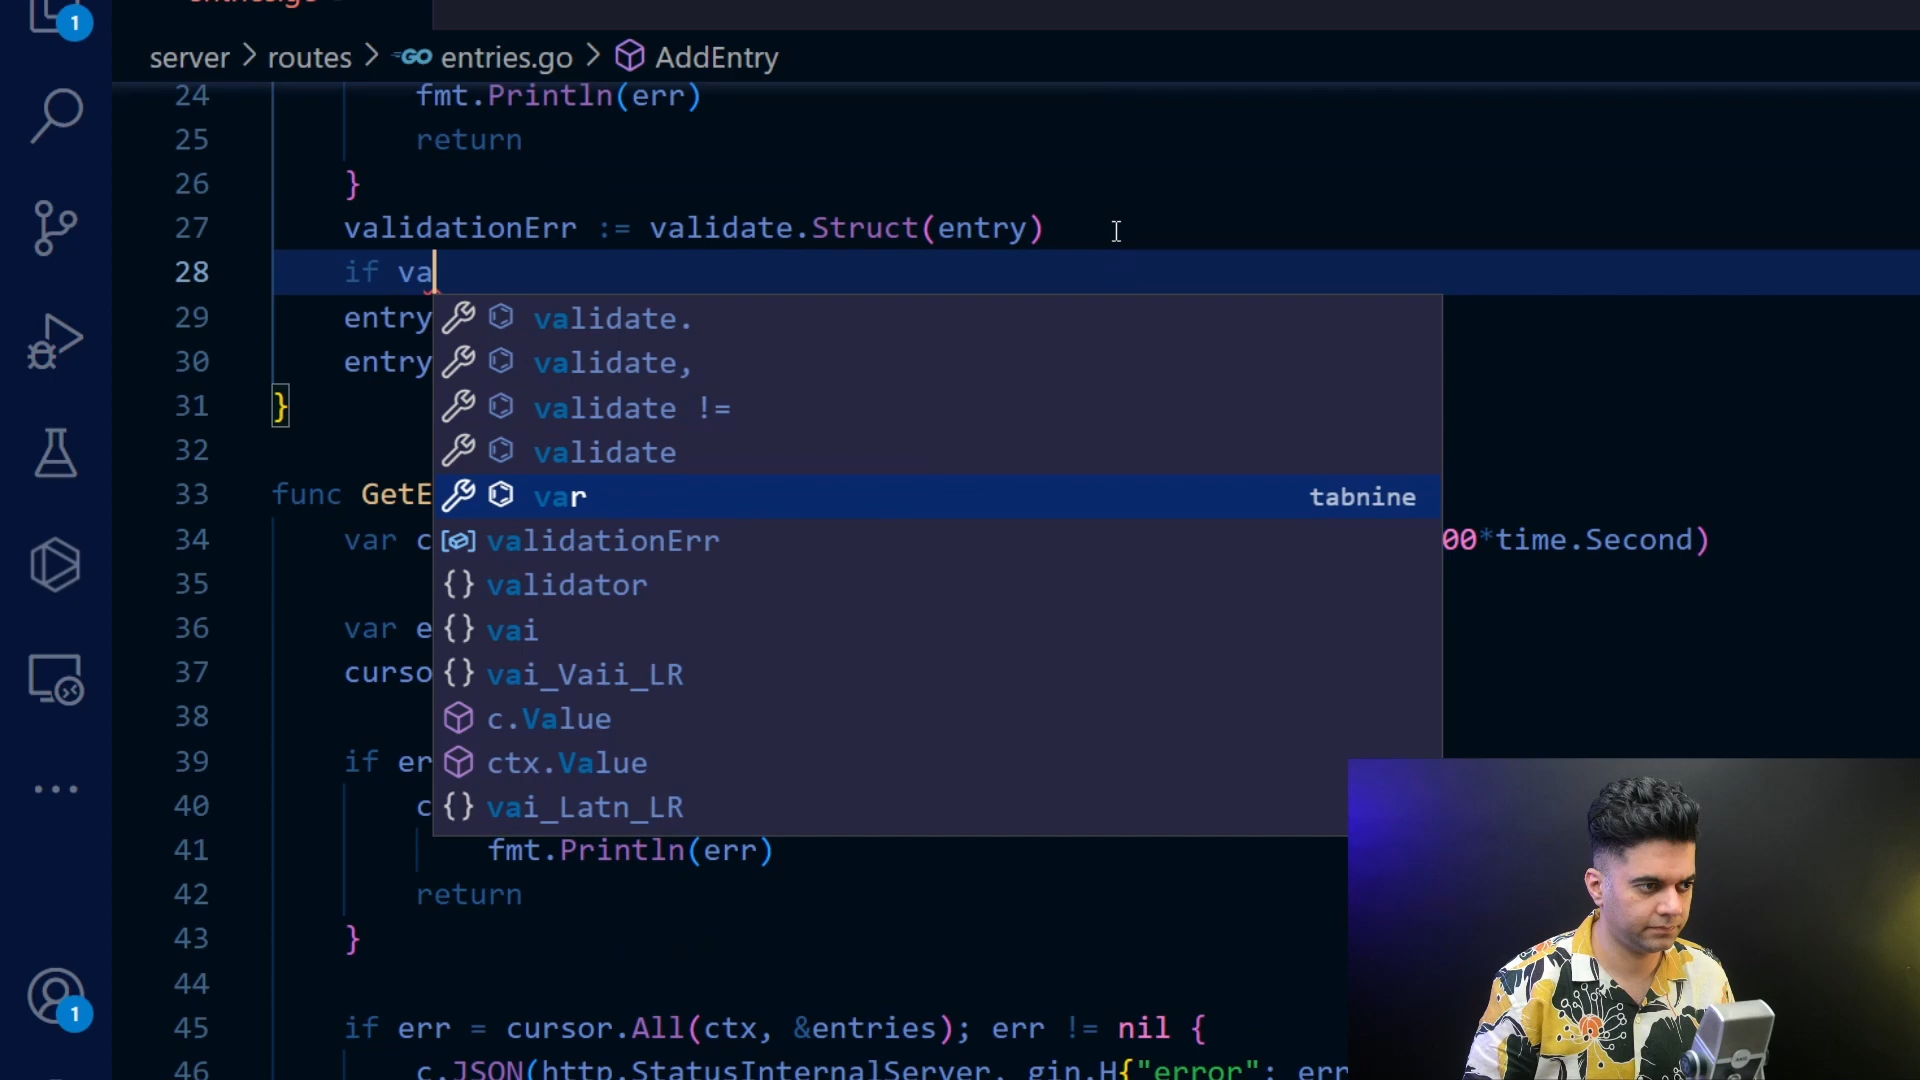 1
server > routes > GO entries.go > AddEntry
24 fmt.Println(err)
25 return
26 }
27 validationErr := validate.Struct(entry)
28 if va
29 entry
30 entry
31 }
32
33 func GetE
34 var c 00*time.Second)
35
36 var e
37 curso
38
39 if er
40 c
41 fmt.Println(err)
42 return
43 }
44
45 if err = cursor.All(ctx, &entries); err != nil {
46 c.JSON(http.StatusInternalServer, gin.H{"error": err
validate.
validate,
validate !=
validate
var tabnine
validationErr
validator
vai
vai_Vaii_LR
c.Value
ctx.Value
vai_Latn_LR
1